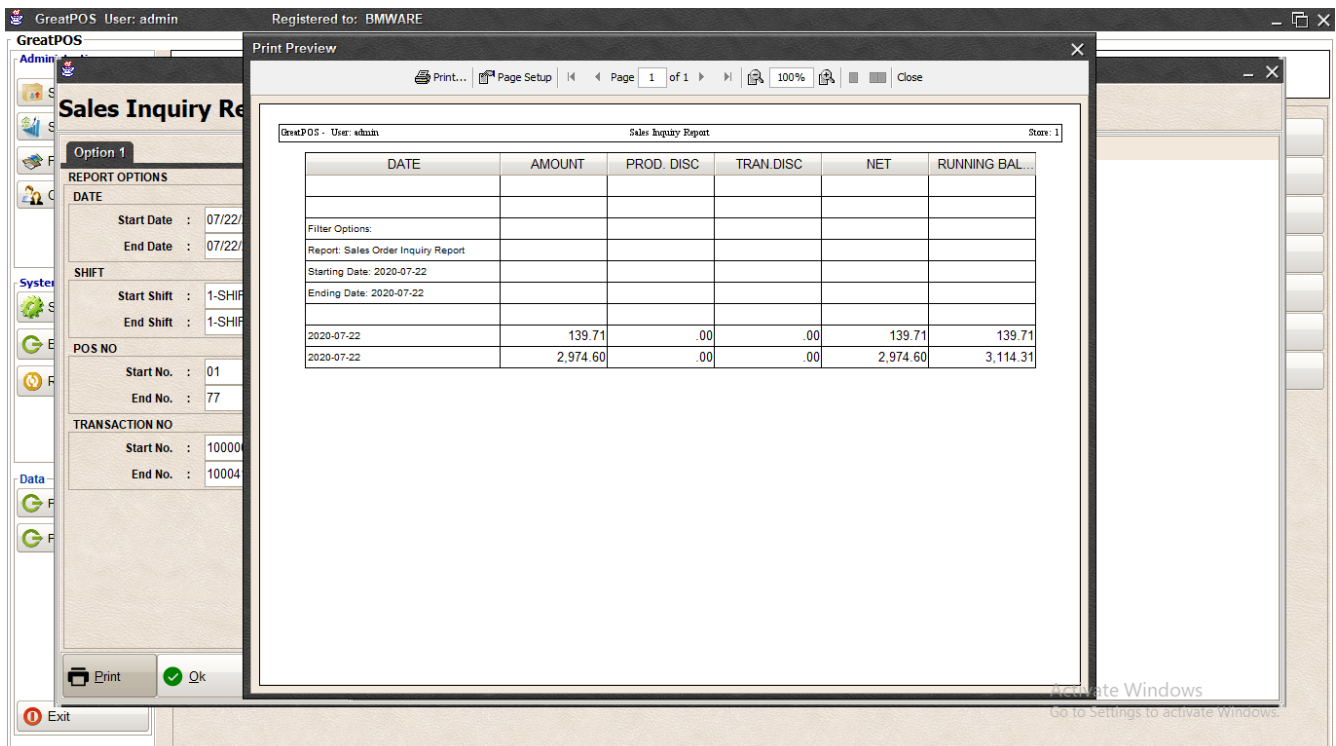 GreatPOS User: admin Registered to: BMWARE
GreatPOS
Admin
Sales Inquiry Re
Option 1
REPORT OPTIONS
DATE
Start Date : 07/22/
End Date : 07/22/
SHIFT
Start Shift : 1-SHIF
End Shift : 1-SHIF
POS NO
Start No. : 01
End No. : 77
TRANSACTION NO
Start No. : 10000
End No. : 10004
Print Ok
System
Data
Exit
Print Preview
Print... Page Setup Page 1 of 1 100% Close
GreatPOS - User: admin Sales Inquiry Report Store: 1
DATE AMOUNT PROD. DISC TRAN.DISC NET RUNNING BAL...
Filter Options:
Report: Sales Order Inquiry Report
Starting Date: 2020-07-22
Ending Date: 2020-07-22
2020-07-22 139.71 .00 .00 139.71 139.71
2020-07-22 2,974.60 .00 .00 2,974.60 3,114.31
Activate Windows
Go to Settings to activate Windows.